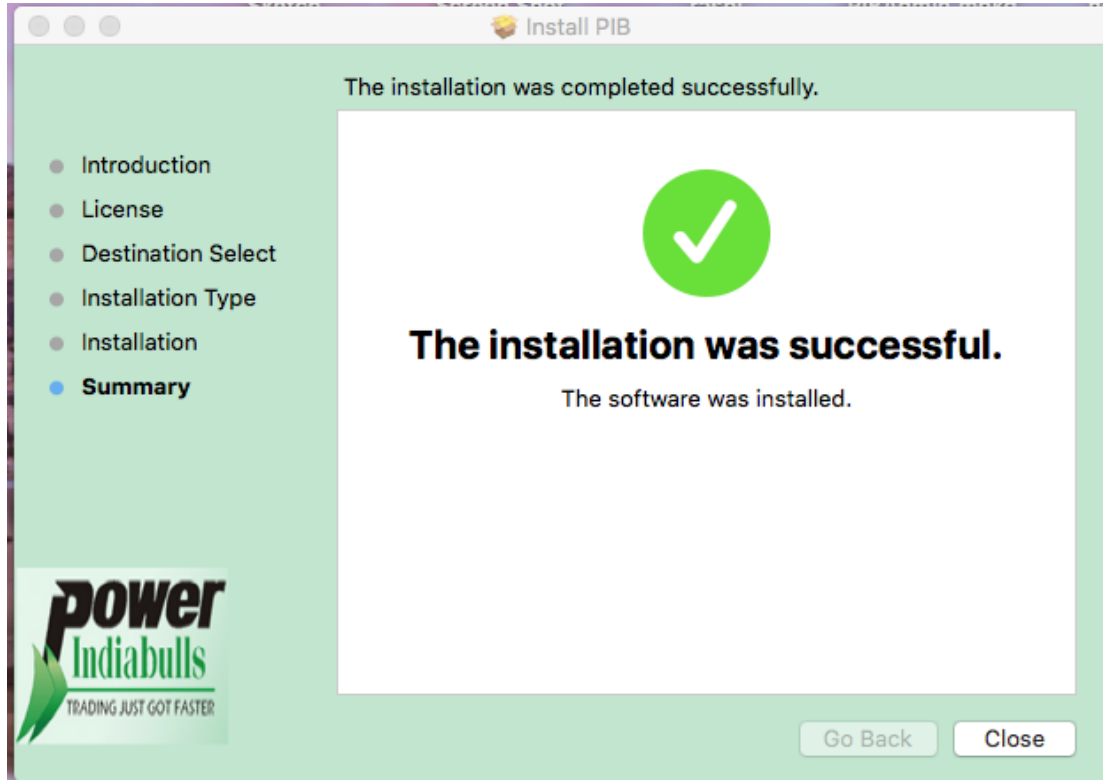 Install PIB
The installation was completed successfully.
Introduction
License
Destination Select
Installation Type
Installation
Summary
The installation was successful.
The software was installed.
power
Indiabulls
TRADING JUST GOT FASTER
Go Back
Close